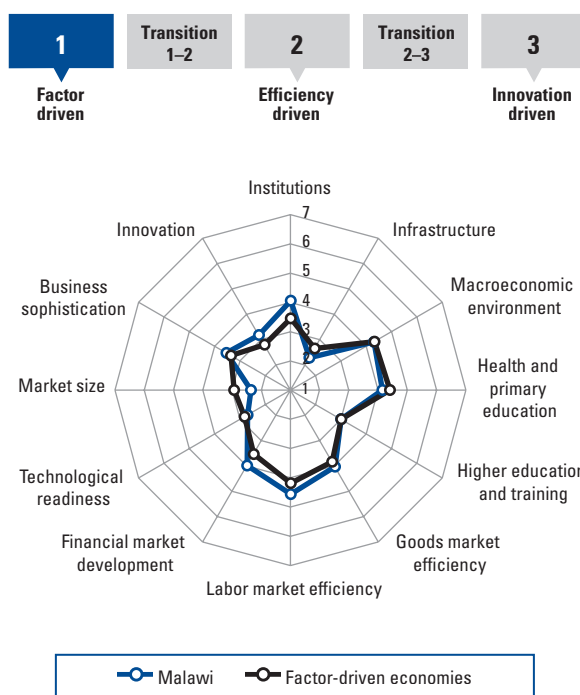 1
Transition
1–2
2
Transition
2–3
3
Factor
driven
Efficiency
driven
Innovation
driven
Institutions
7
Innovation
6
Infrastructure
5
Business
sophistication
4
Macroeconomic
environment
3
2
Market size
1
Health and
primary
education
Technological
readiness
Higher education
and training
Financial market
development
Goods market
efficiency
Labor market efficiency
Malawi
Factor-driven economies